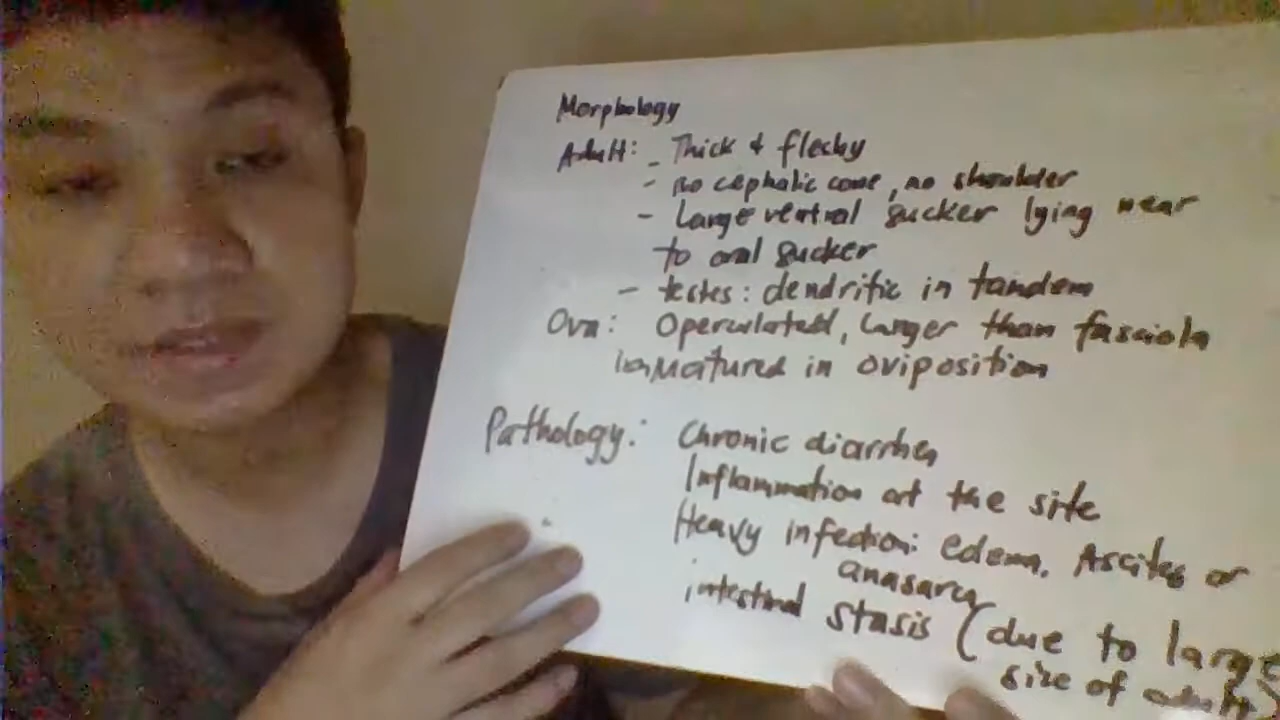 Morphology
Adult: - Thick & fleshy
- no cephalic cone, no shoulder
- Large ventral sucker lying near
to oral sucker
- testes: dendritic in tandem
Ova: Operculated, Larger than fasciola
immatured in oviposition
Pathology: Chronic diarrhea
Inflammation at the site
Heavy infection: edema, Ascites or
anasarca
intestinal stasis (due to large
size of adults)